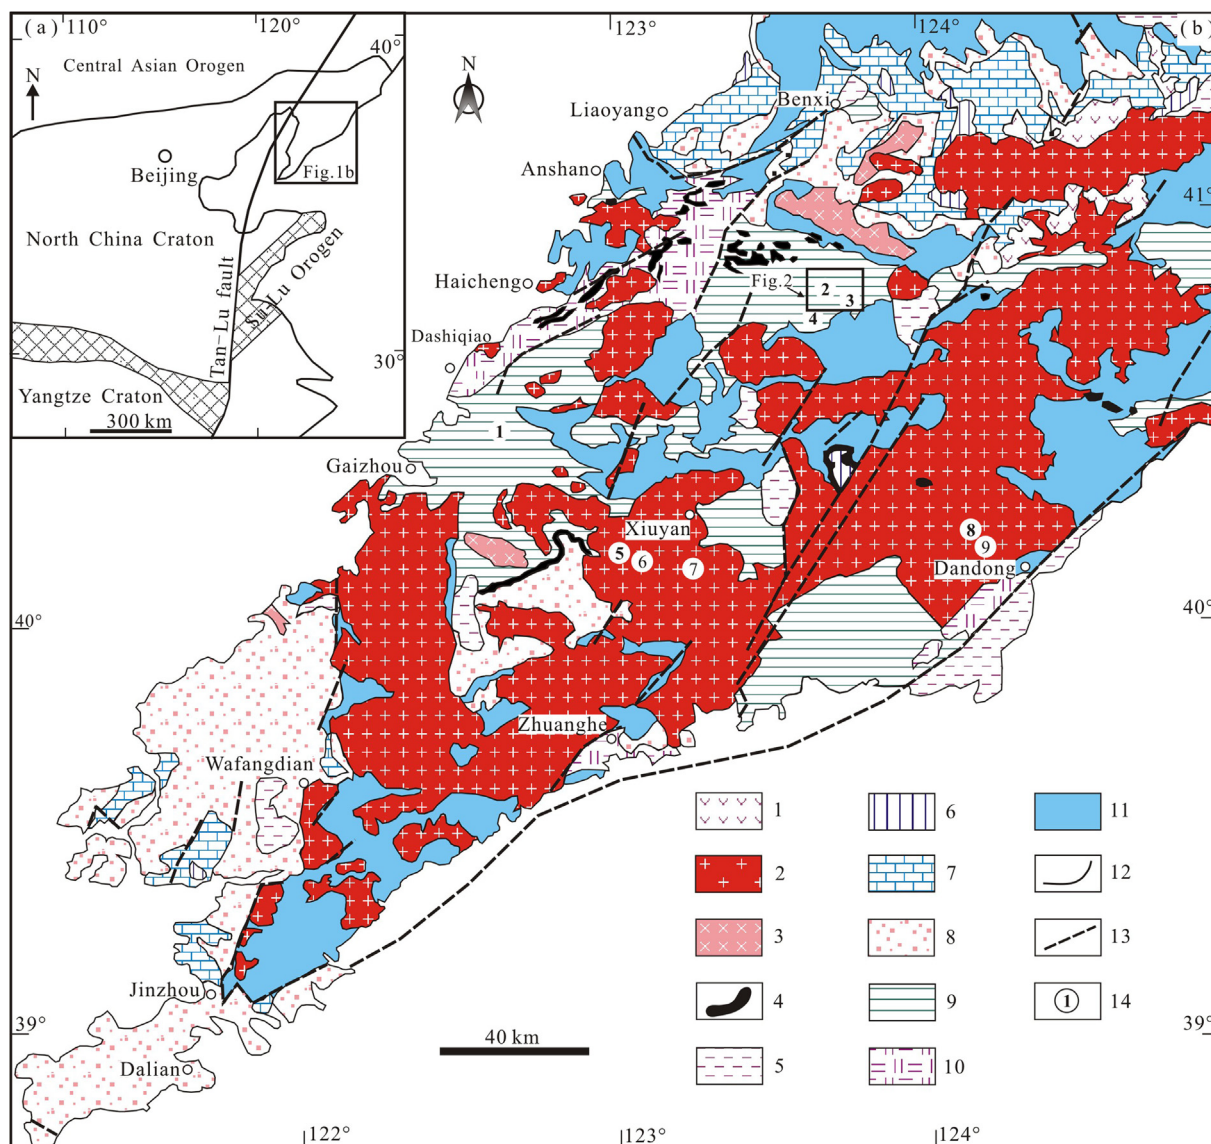 (a)
110°
120°
40°
Central Asian Orogen
N
Beijing
Fig.1b
North China Craton
Tan-Lu fault
Su-Lu Orogen
30°
Yangtze Craton
300 km
123°
124°
(b)
N
Liaoyang
Benxi
Anshan
41°
Haicheng
Fig.2
2
3
4
Dashiqiao
1
Gaizhou
Xiuyan
5
6
7
8
9
Dandong
40°
40°
Zhuanghe
Wafangdian
1
6
11
2
7
12
3
8
13
Jinzhou
4
9
1
14
39°
39°
40 km
Dalian
5
10
122°
123°
124°